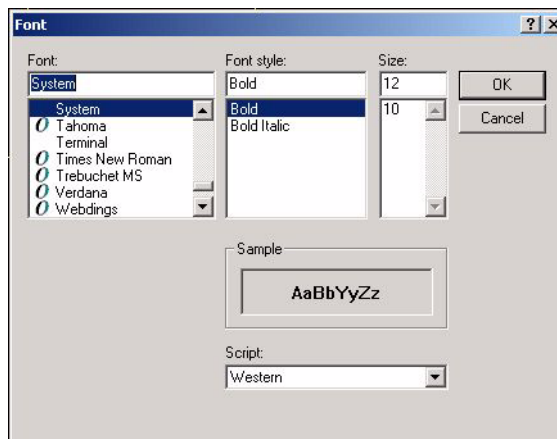 Font
Font:
System
System
Tahoma
Terminal
Times New Roman
Trebuchet MS
Verdana
Webdings
Font style:
Bold
Bold
Bold Italic
Size:
12
10
OK
Cancel
Sample
AaBbYyZz
Script:
Western